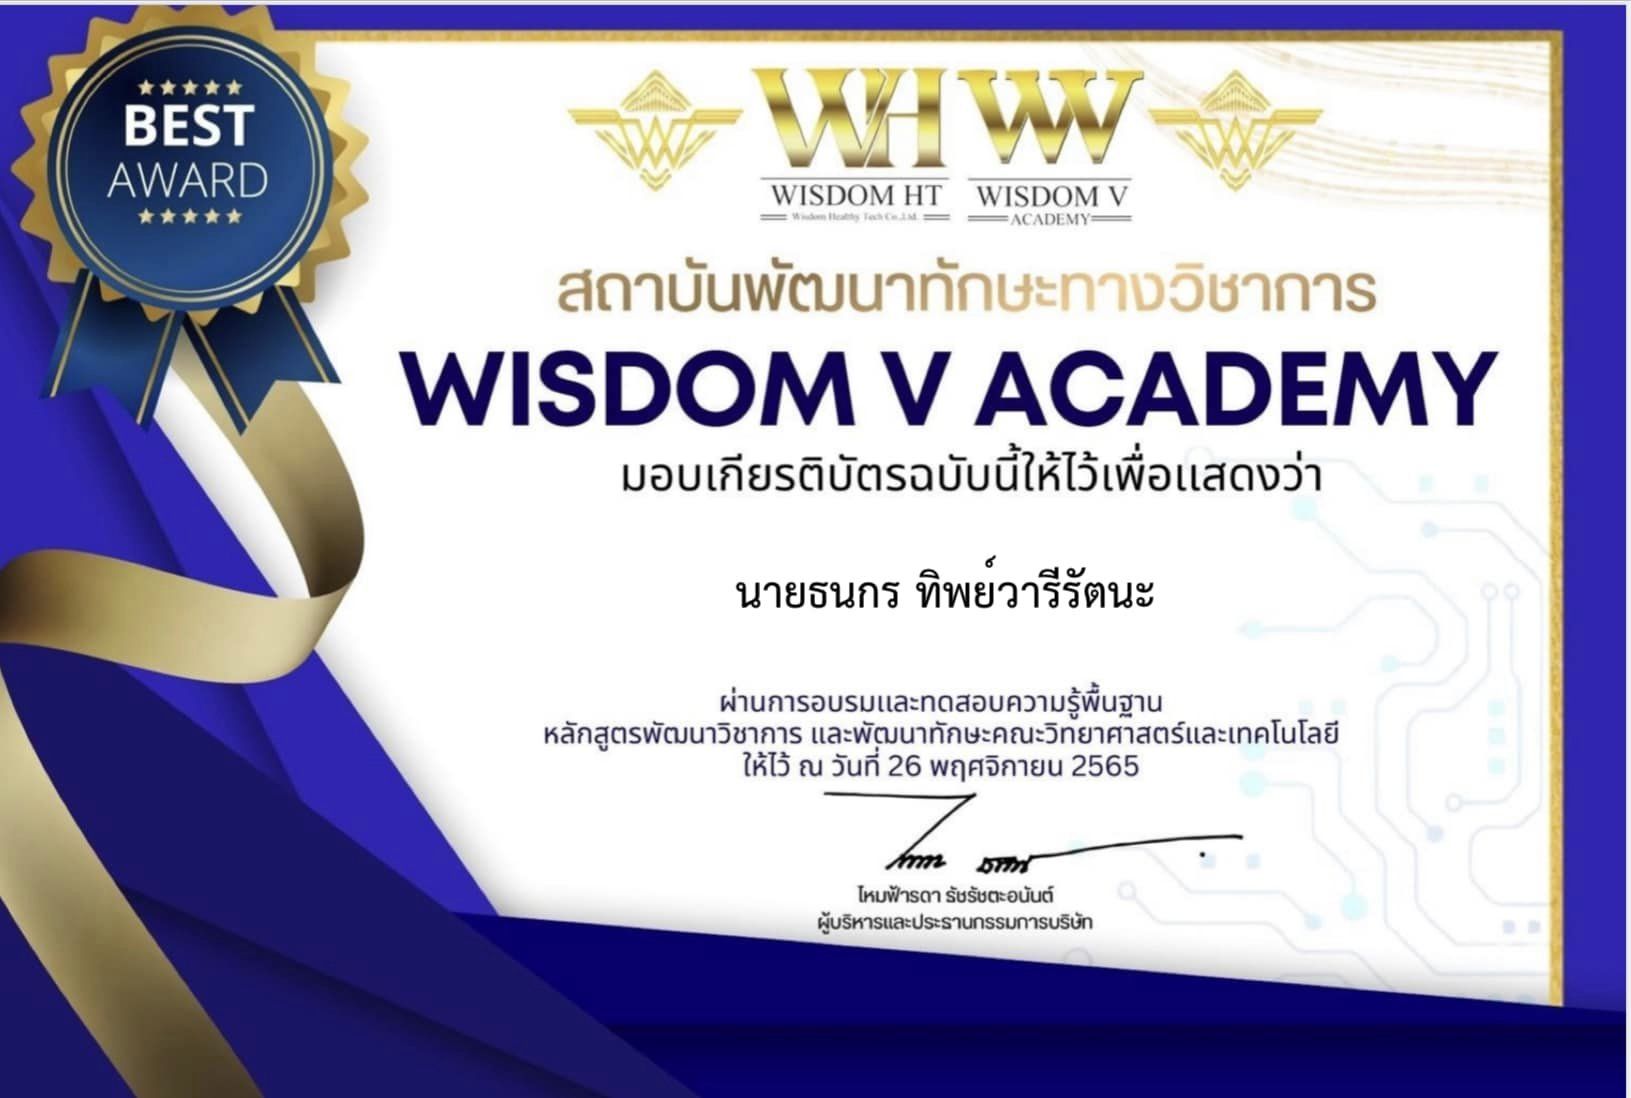 BEST
AWARD
WH WV
WISDOM HT WISDOM V
Wisdom Healthy Tech Co.,Ltd. ACADEMY
สถาบันพัฒนาทักษะทางวิชาการ
WISDOM V ACADEMY
มอบเกียรติบัตรฉบับนี้ให้ไว้เพื่อแสดงว่า
นายธนกร ทิพย์วารีรัตนะ
ผ่านการอบรมและทดสอบความรู้พื้นฐาน
หลักสูตรพัฒนาวิชาการ และพัฒนาทักษะคณะวิทยาศาสตร์และเทคโนโลยี
ให้ไว้ ณ วันที่ 26 พฤศจิกายน 2565
ไหมฟ้ารดา รัชรัชตะอนันต์
ผู้บริหารและประธานกรรมการบริษัท